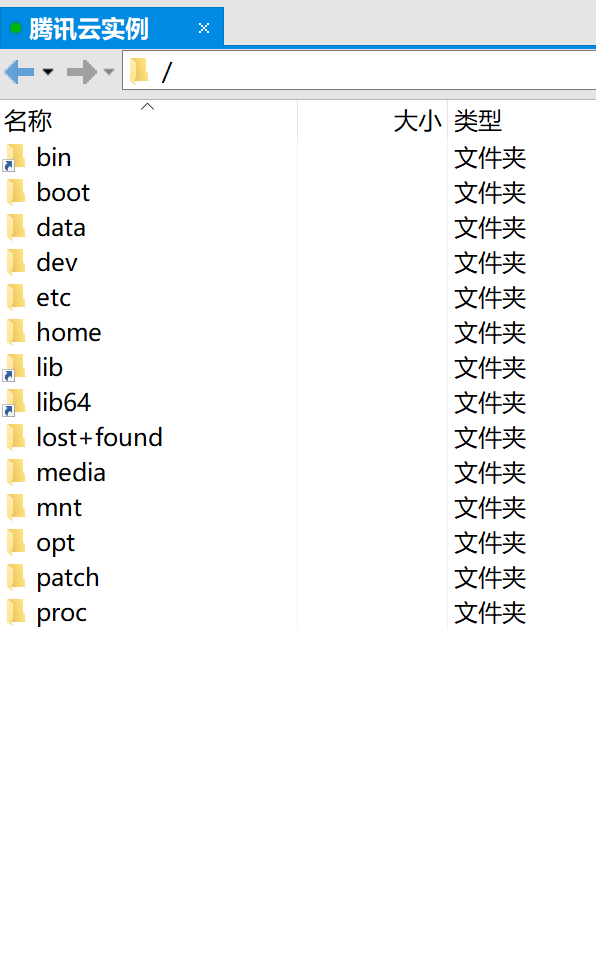 腾讯云实例
/
名称 大小 类型
bin 文件夹
boot 文件夹
data 文件夹
dev 文件夹
etc 文件夹
home 文件夹
lib 文件夹
lib64 文件夹
lost+found 文件夹
media 文件夹
mnt 文件夹
opt 文件夹
patch 文件夹
proc 文件夹